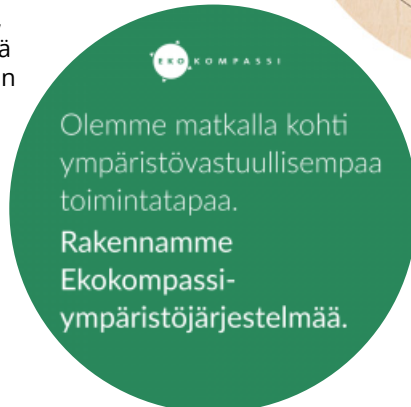 ä
n
EKOKOMPASSI
Olemme matkalla kohti
ympäristövastuullisempaa
toimintatapaa.
Rakennamme
Ekokompassi-
ympäristöjärjestelmää.